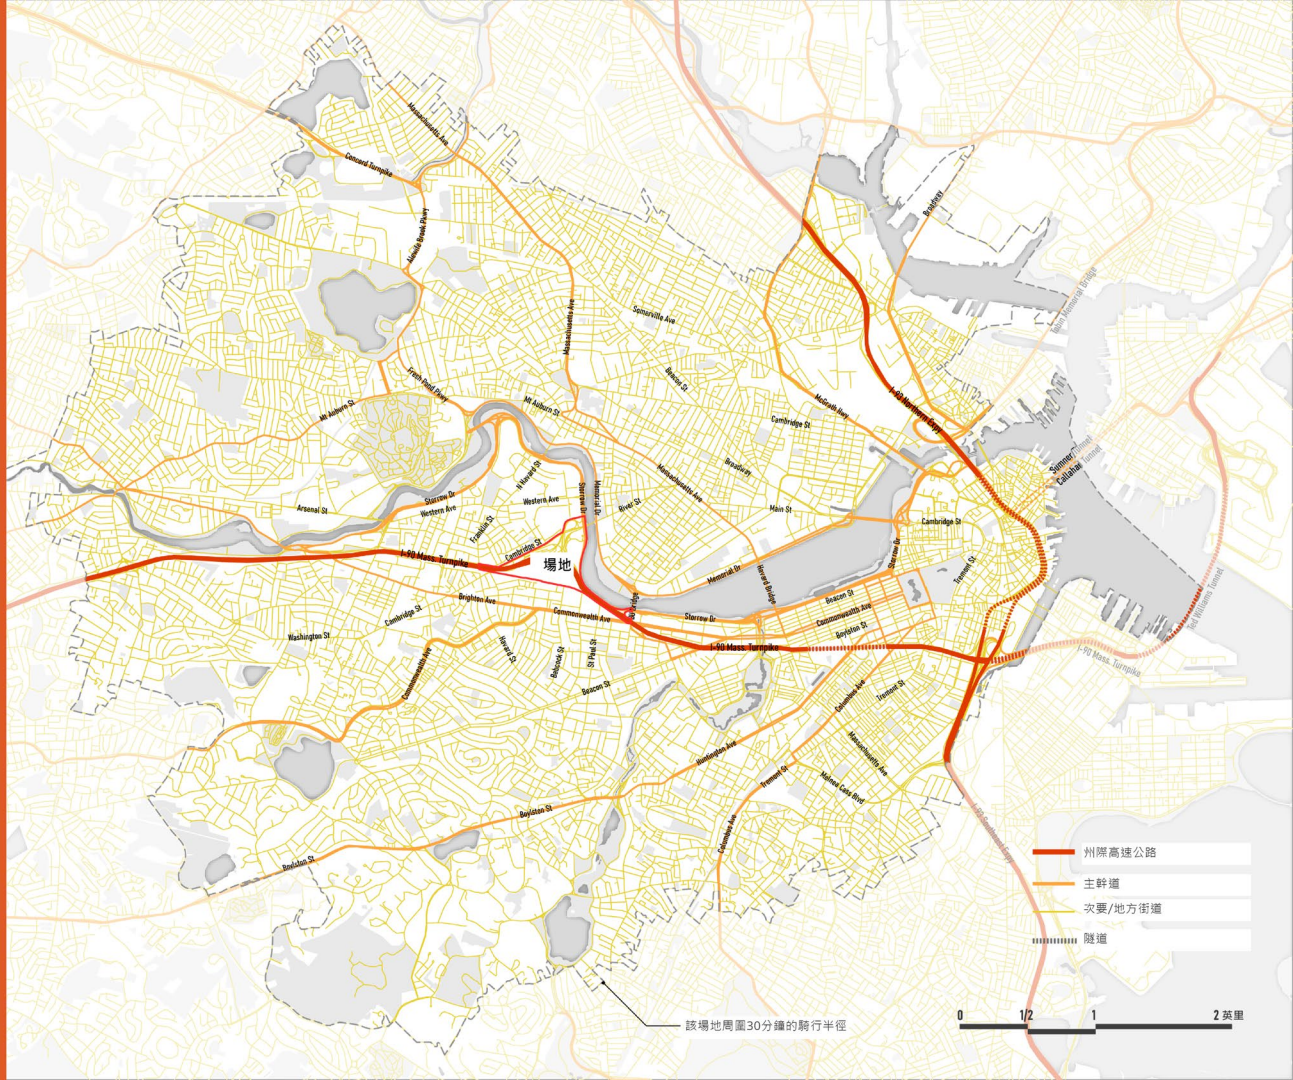 Massachusetts Ave
Concord Turnpike
Broadway
Alewife Brook Pkwy
Tobin Memorial Bridge
Massachusetts Ave
Somerville Ave
Beacon St
Fresh Pond Pkwy
I-93 Northern Expy
McGrath Hwy
Mt Auburn St
Mt Auburn St
Cambridge St
Broadway
Sumner Tunnel
Callahan Tunnel
N Havard St
Massachusetts Ave
Storrow Dr
Western Ave
Western Ave
Storrow Dr
Memorial Dr
River St
Main St
Arsenal St
Franklin St
Cambridge St
Cambridge St
I-90 Mass. Turnpike
場地
Storrow Dr
Memorial Dr
Havard Bridge
Tremont St
Ted Williams Tunnel
Brighton Ave
Cambridge St
Commonwealth Ave
Storrow Dr
Beacon St
Commonwealth Ave
Boylston St
Washington St
Havard St
Babcock St
St Paul St
I-90 Mass. Turnpike
I-90 Mass. Turnpike
Commonwealth Ave
Beacon St
Columbus Ave
Tremont St
Huntington Ave
Massachusetts Ave
Tremont St
Melnea Cass Blvd
Boylston St
Columbus Ave
I-93 Southeast Expy
Boylston St
州際高速公路
主幹道
次要/地方街道
隧道
0 1/2 1 2 英里
該場地周圍30分鐘的騎行半徑